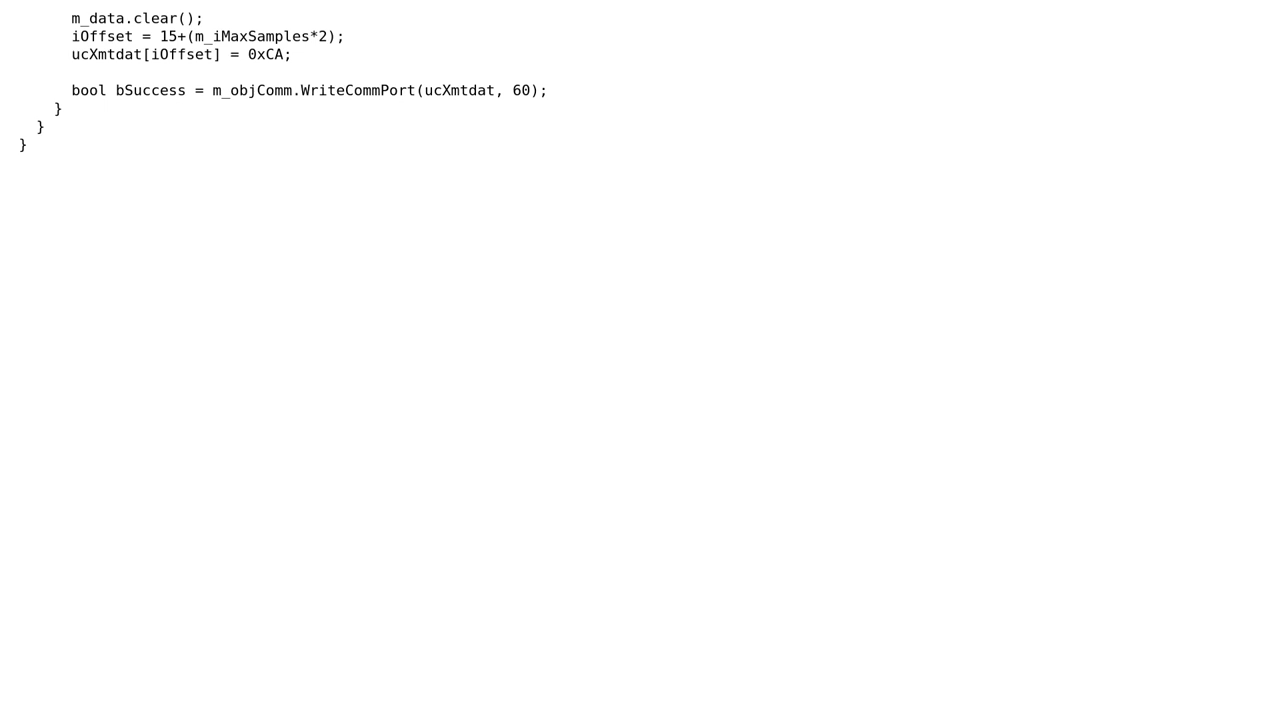 m_data.clear();
iOffset = 15+(m_iMaxSamples*2);
ucXmtdat[iOffset] = 0xCA;

bool bSuccess = m_objComm.WriteCommPort(ucXmtdat, 60);
}
}
}